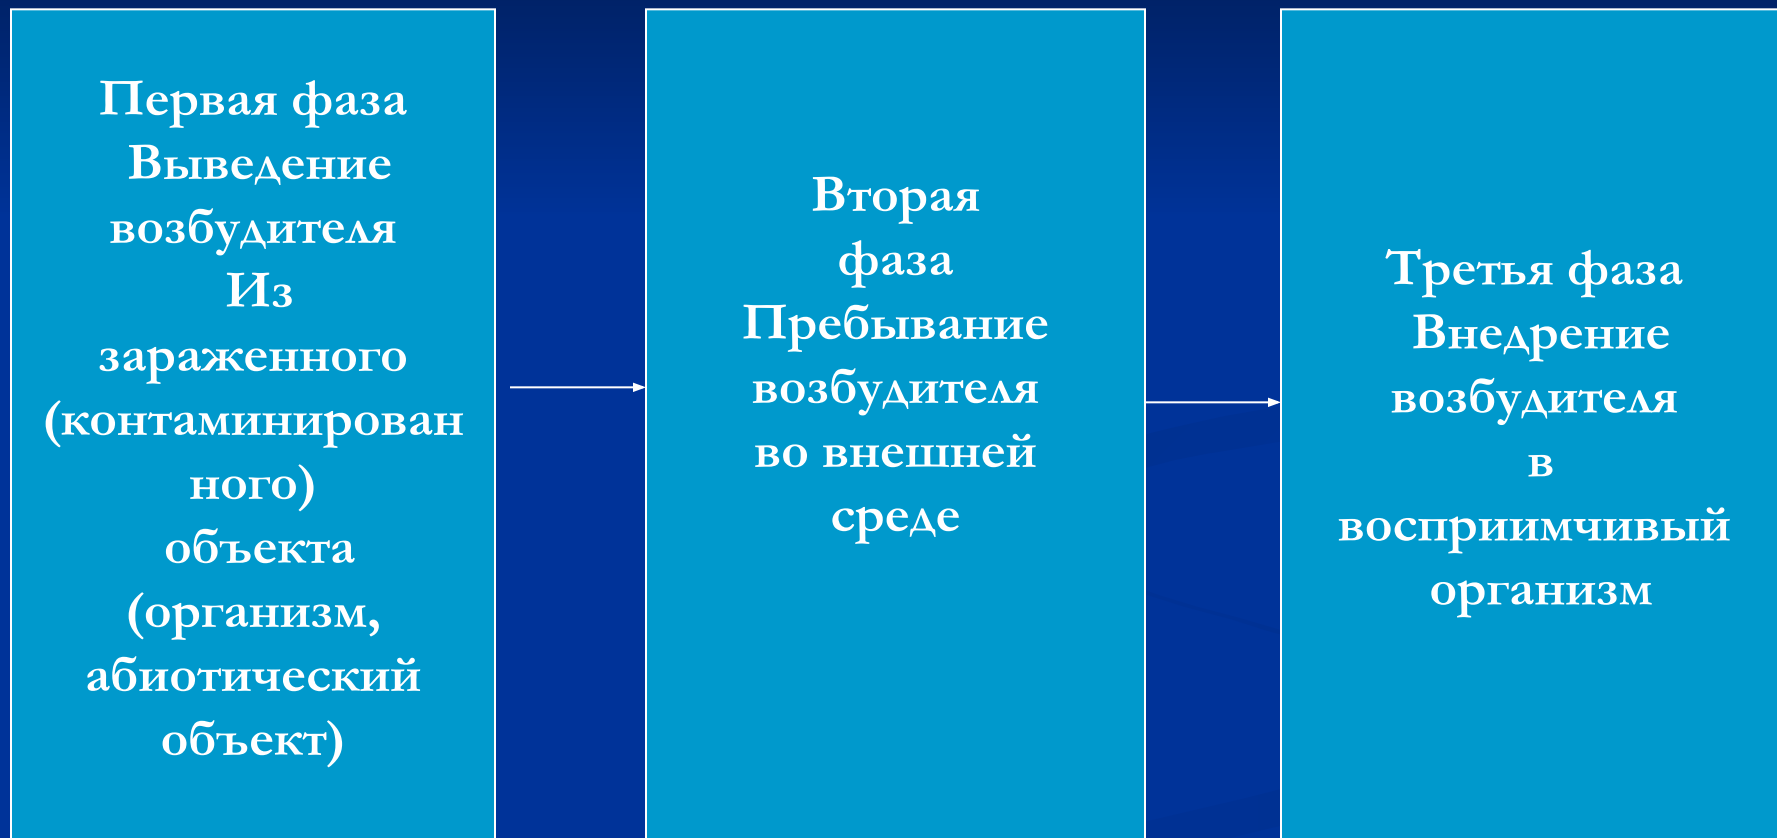 Первая фаза
Выведение
возбудителя
Из
зараженного
(контаминирован
ного)
объекта
(организм,
абиотический
объект)
Вторая
фаза
Пребывание
возбудителя
во внешней
среде
Третья фаза
Внедрение
возбудителя
в
восприимчивый
организм